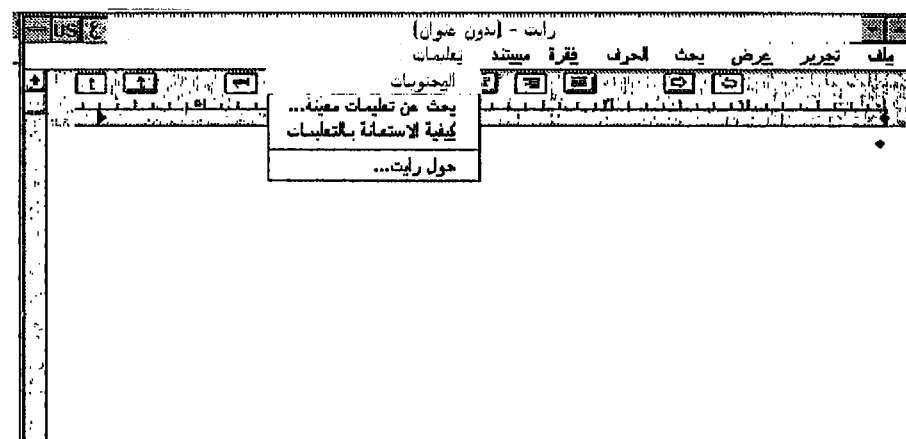 US ع
رايت - (بدون عنوان)
ملف تحرير عرض بحث الحرف فقرة مستند تعليمات
المحتويات
بحث عن تعليمات معينة...
كيفية الاستعانة بالتعليمات
حول رايت...